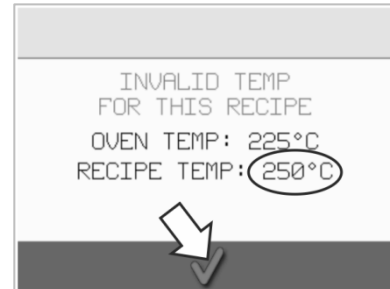 INVALID TEMP
FOR THIS RECIPE
OVEN TEMP: 225°C
RECIPE TEMP: 250°C